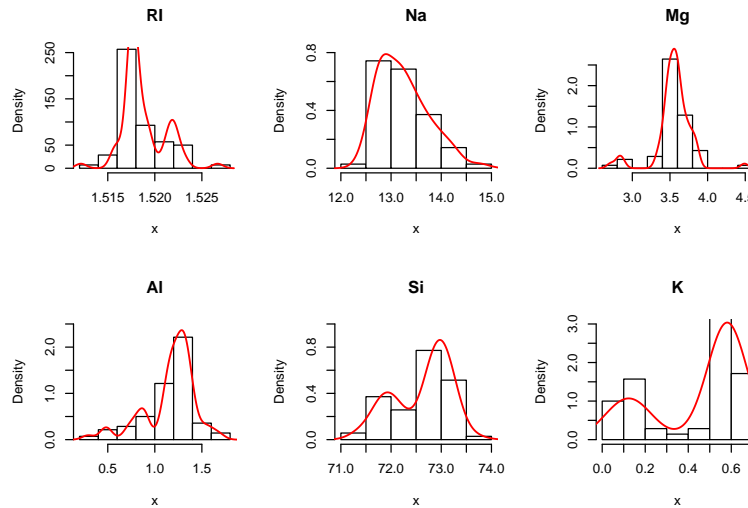 RI
Na
Mg
Density
0 50 150 250
1.515 1.520 1.525
x
Density
0.0 0.4 0.8
12.0 13.0 14.0 15.0
x
Density
0.0 1.0 2.0
3.0 3.5 4.0 4.5
x
Al
Si
K
Density
0.0 1.0 2.0
0.5 1.0 1.5
x
Density
0.0 0.4 0.8
71.0 72.0 73.0 74.0
x
Density
0.0 1.0 2.0 3.0
0.0 0.2 0.4 0.6
x